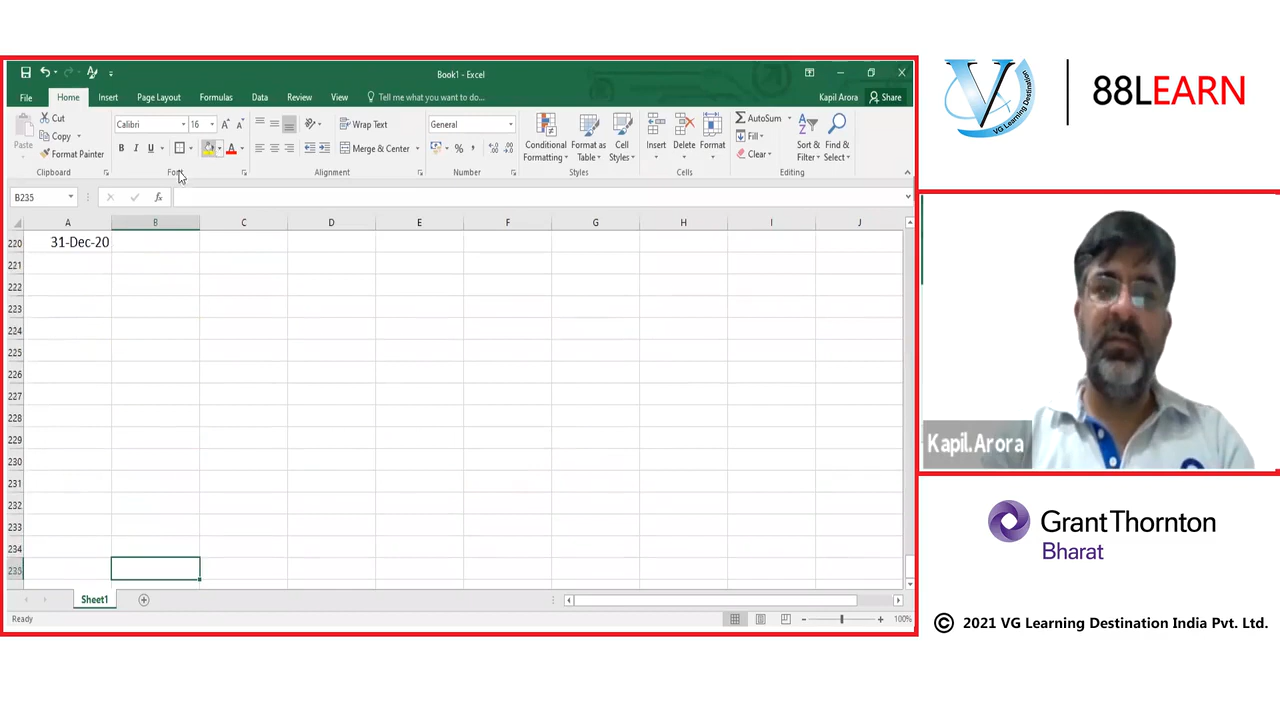 Book1 - Excel
File Home Insert Page Layout Formulas Data Review View Tell me what you want to do... Kapil Arora Share
Paste
Cut
Copy
Format Painter
Clipboard
Calibri 16
B I U A
Font
Wrap Text
Merge & Center
Alignment
General
%
Number
Conditional Formatting
Format as Table
Cell Styles
Styles
Insert
Delete
Format
Cells
AutoSum
Fill
Clear
Sort & Filter
Find & Select
Editing
B235 fx
A B C D E F G H I J
220 31-Dec-20
221
222
223
224
225
226
227
228
229
230
231
232
233
234
235
Sheet1
Ready
100%
V
VG Learning Destination
88LEARN
Kapil.Arora
Grant Thornton
Bharat
© 2021 VG Learning Destination India Pvt. Ltd.